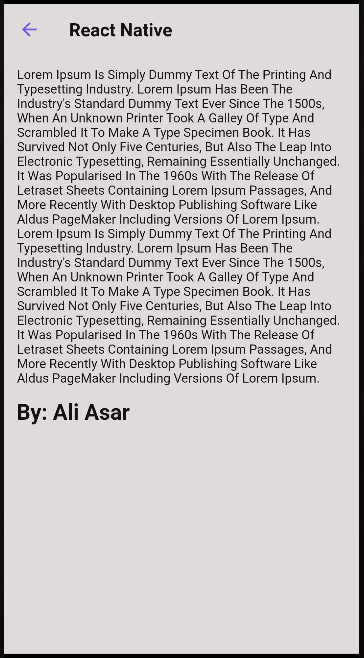 React Native
Lorem Ipsum Is Simply Dummy Text Of The Printing And
Typesetting Industry. Lorem Ipsum Has Been The
Industry's Standard Dummy Text Ever Since The 1500s,
When An Unknown Printer Took A Galley Of Type And
Scrambled It To Make A Type Specimen Book. It Has
Survived Not Only Five Centuries, But Also The Leap Into
Electronic Typesetting, Remaining Essentially Unchanged.
It Was Popularised In The 1960s With The Release Of
Letraset Sheets Containing Lorem Ipsum Passages, And
More Recently With Desktop Publishing Software Like
Aldus PageMaker Including Versions Of Lorem Ipsum.
Lorem Ipsum Is Simply Dummy Text Of The Printing And
Typesetting Industry. Lorem Ipsum Has Been The
Industry's Standard Dummy Text Ever Since The 1500s,
When An Unknown Printer Took A Galley Of Type And
Scrambled It To Make A Type Specimen Book. It Has
Survived Not Only Five Centuries, But Also The Leap Into
Electronic Typesetting, Remaining Essentially Unchanged.
It Was Popularised In The 1960s With The Release Of
Letraset Sheets Containing Lorem Ipsum Passages, And
More Recently With Desktop Publishing Software Like
Aldus PageMaker Including Versions Of Lorem Ipsum.
By: Ali Asar